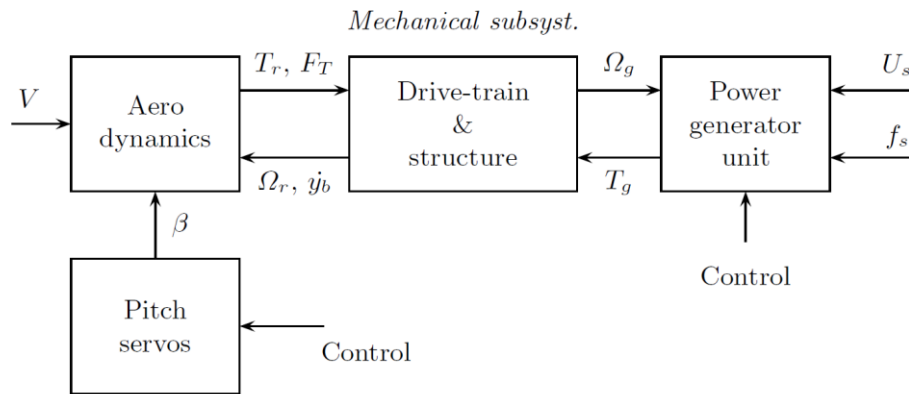 Mechanical subsyst.
T_r, F_T
Ω_g
U_s
V
Aero
dynamics
Drive-train
&
structure
Power
generator
unit
f_s
Ω_r, ẏ_b
T_g
β
Control
Pitch
servos
Control